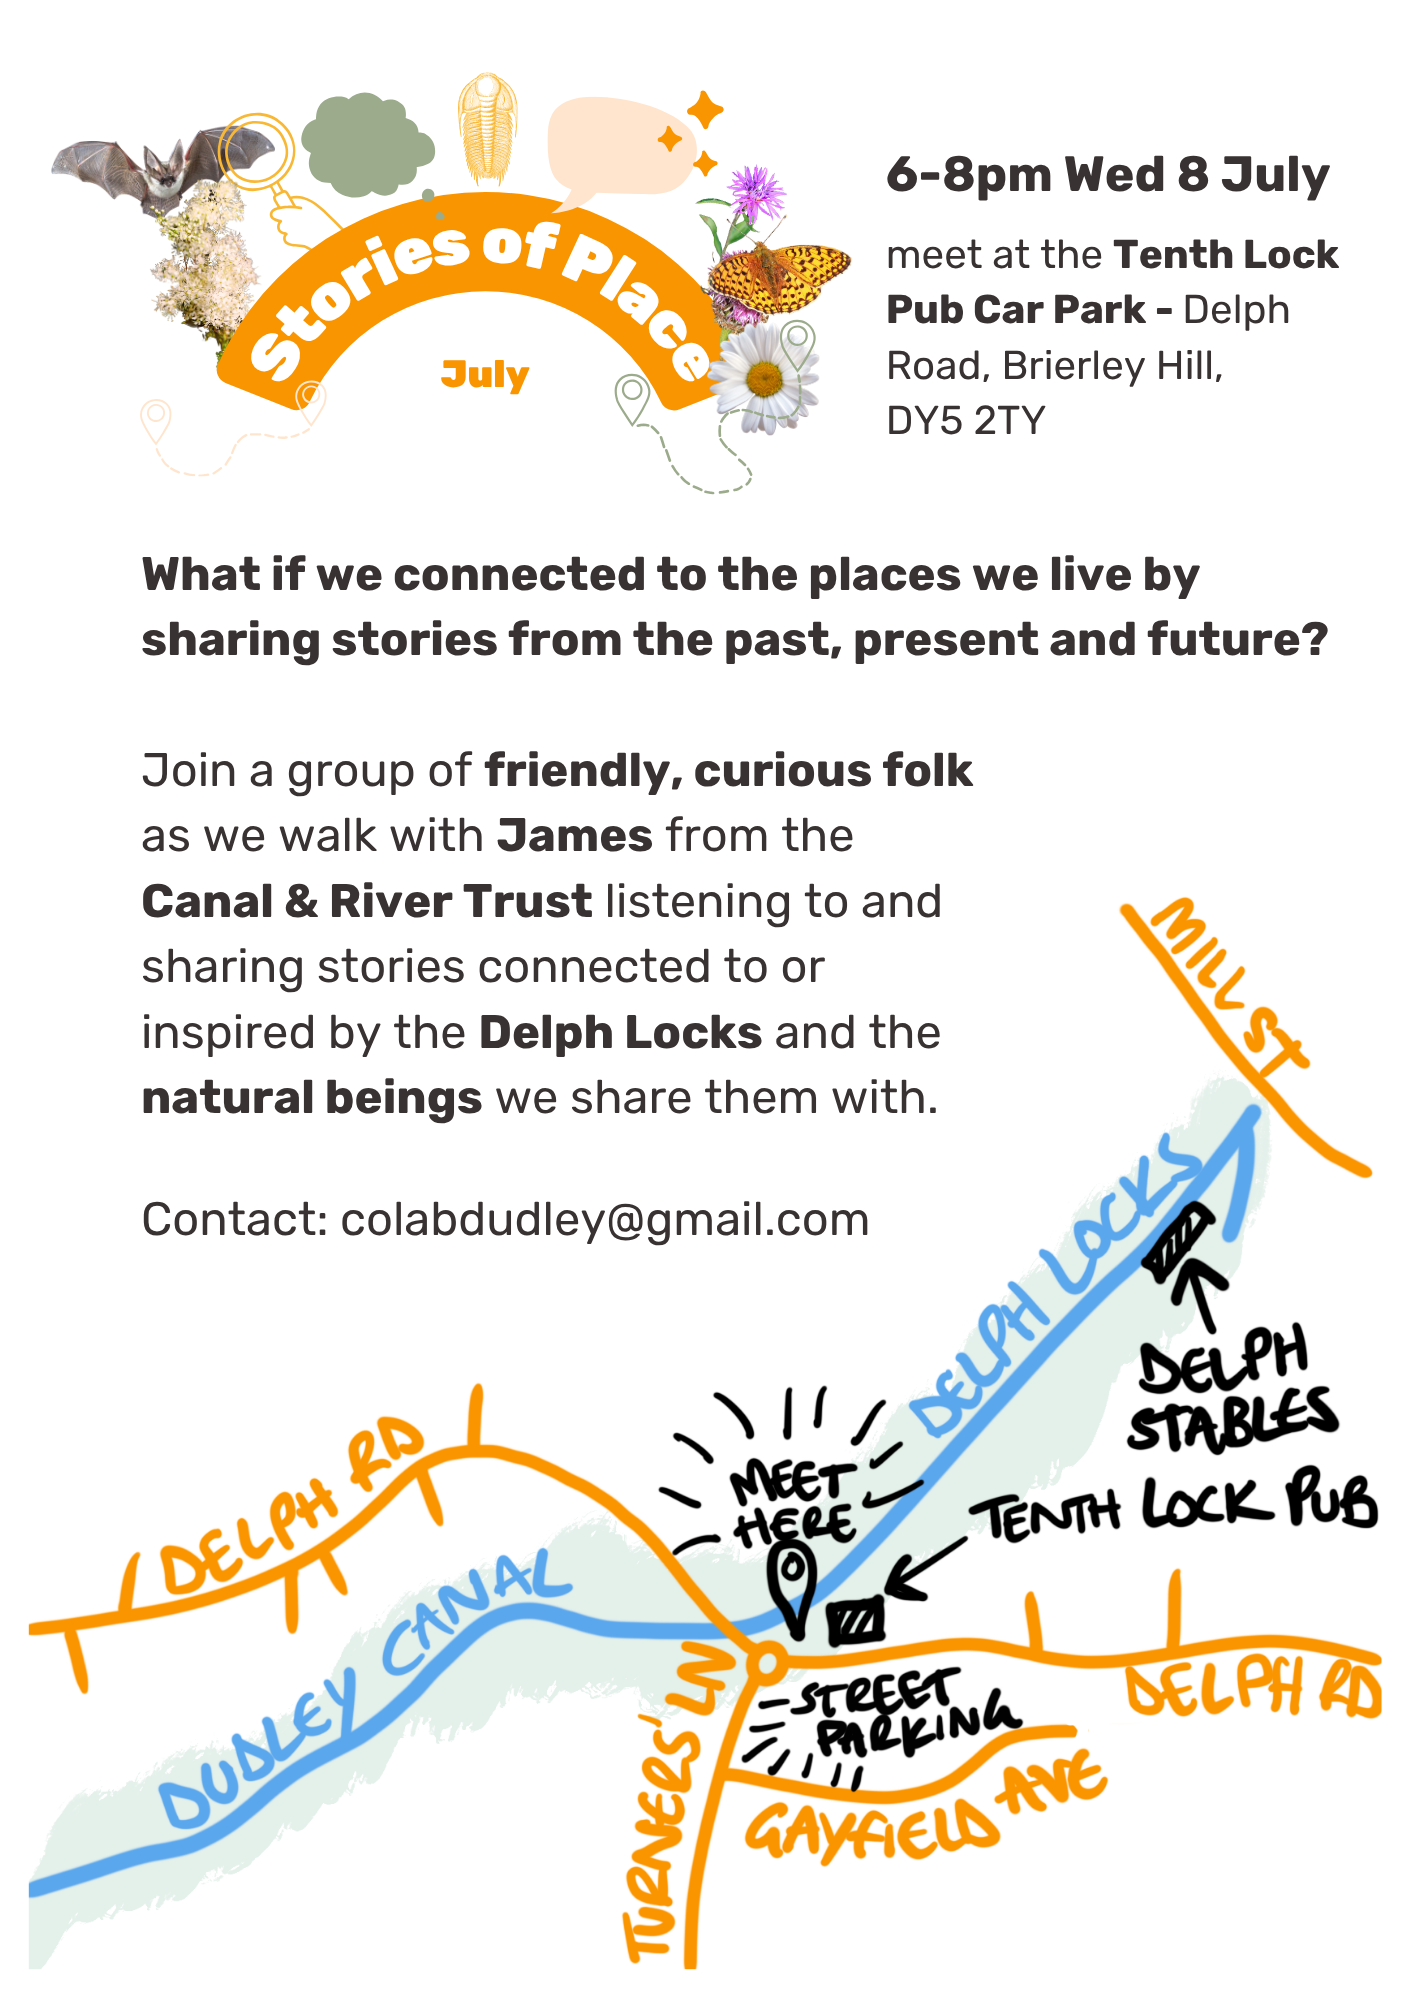 Stories of Place
July
6-8pm Wed 8 July
meet at the Tenth Lock
Pub Car Park - Delph
Road, Brierley Hill,
DY5 2TY
What if we connected to the places we live by
sharing stories from the past, present and future?
Join a group of friendly, curious folk
as we walk with James from the
Canal & River Trust listening to and
sharing stories connected to or
inspired by the Delph Locks and the
natural beings we share them with.
Contact: colabdudley@gmail.com
MILL ST
DELPH LOCKS
DELPH
STABLES
MEET
HERE
TENTH LOCK PUB
DELPH RD
DUDLEY CANAL
TURNERS' LN
STREET
PARKING
DELPH RD
GAYFIELD AVE